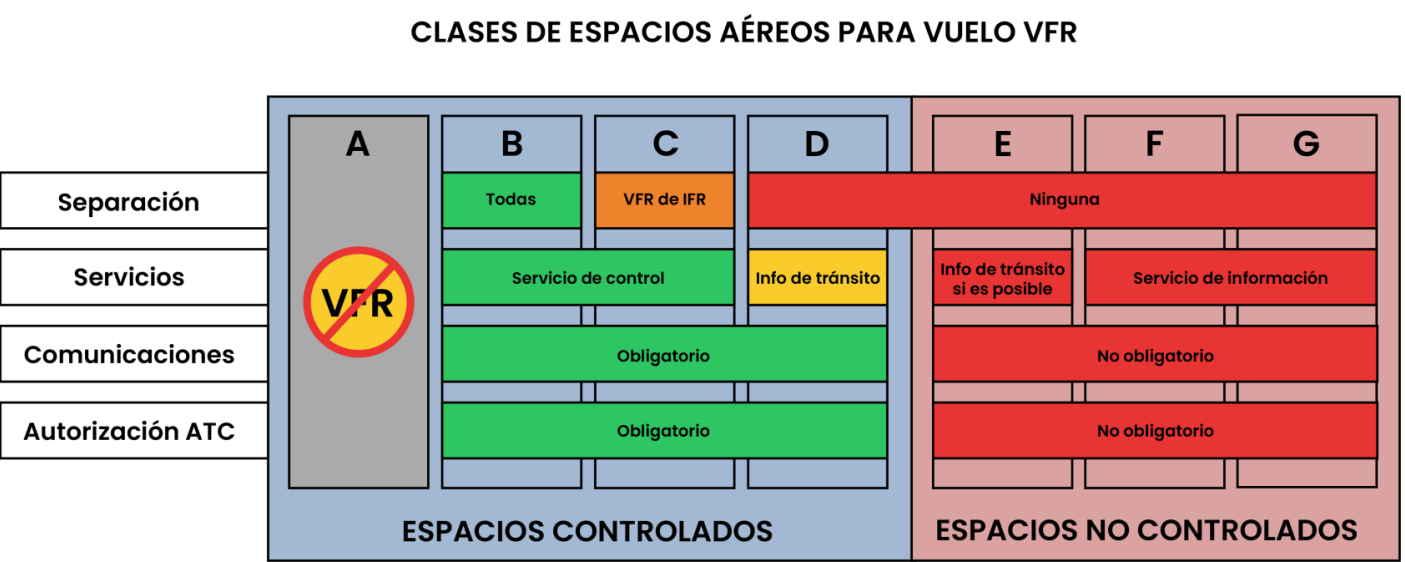 CLASES DE ESPACIOS AÉREOS PARA VUELO VFR
A B C D E F G
Separación Todas VFR de IFR Ninguna
Servicios Servicio de control Info de tránsito Info de tránsito si es posible Servicio de información
VFR
Comunicaciones Obligatorio No obligatorio
Autorización ATC Obligatorio No obligatorio
ESPACIOS CONTROLADOS ESPACIOS NO CONTROLADOS